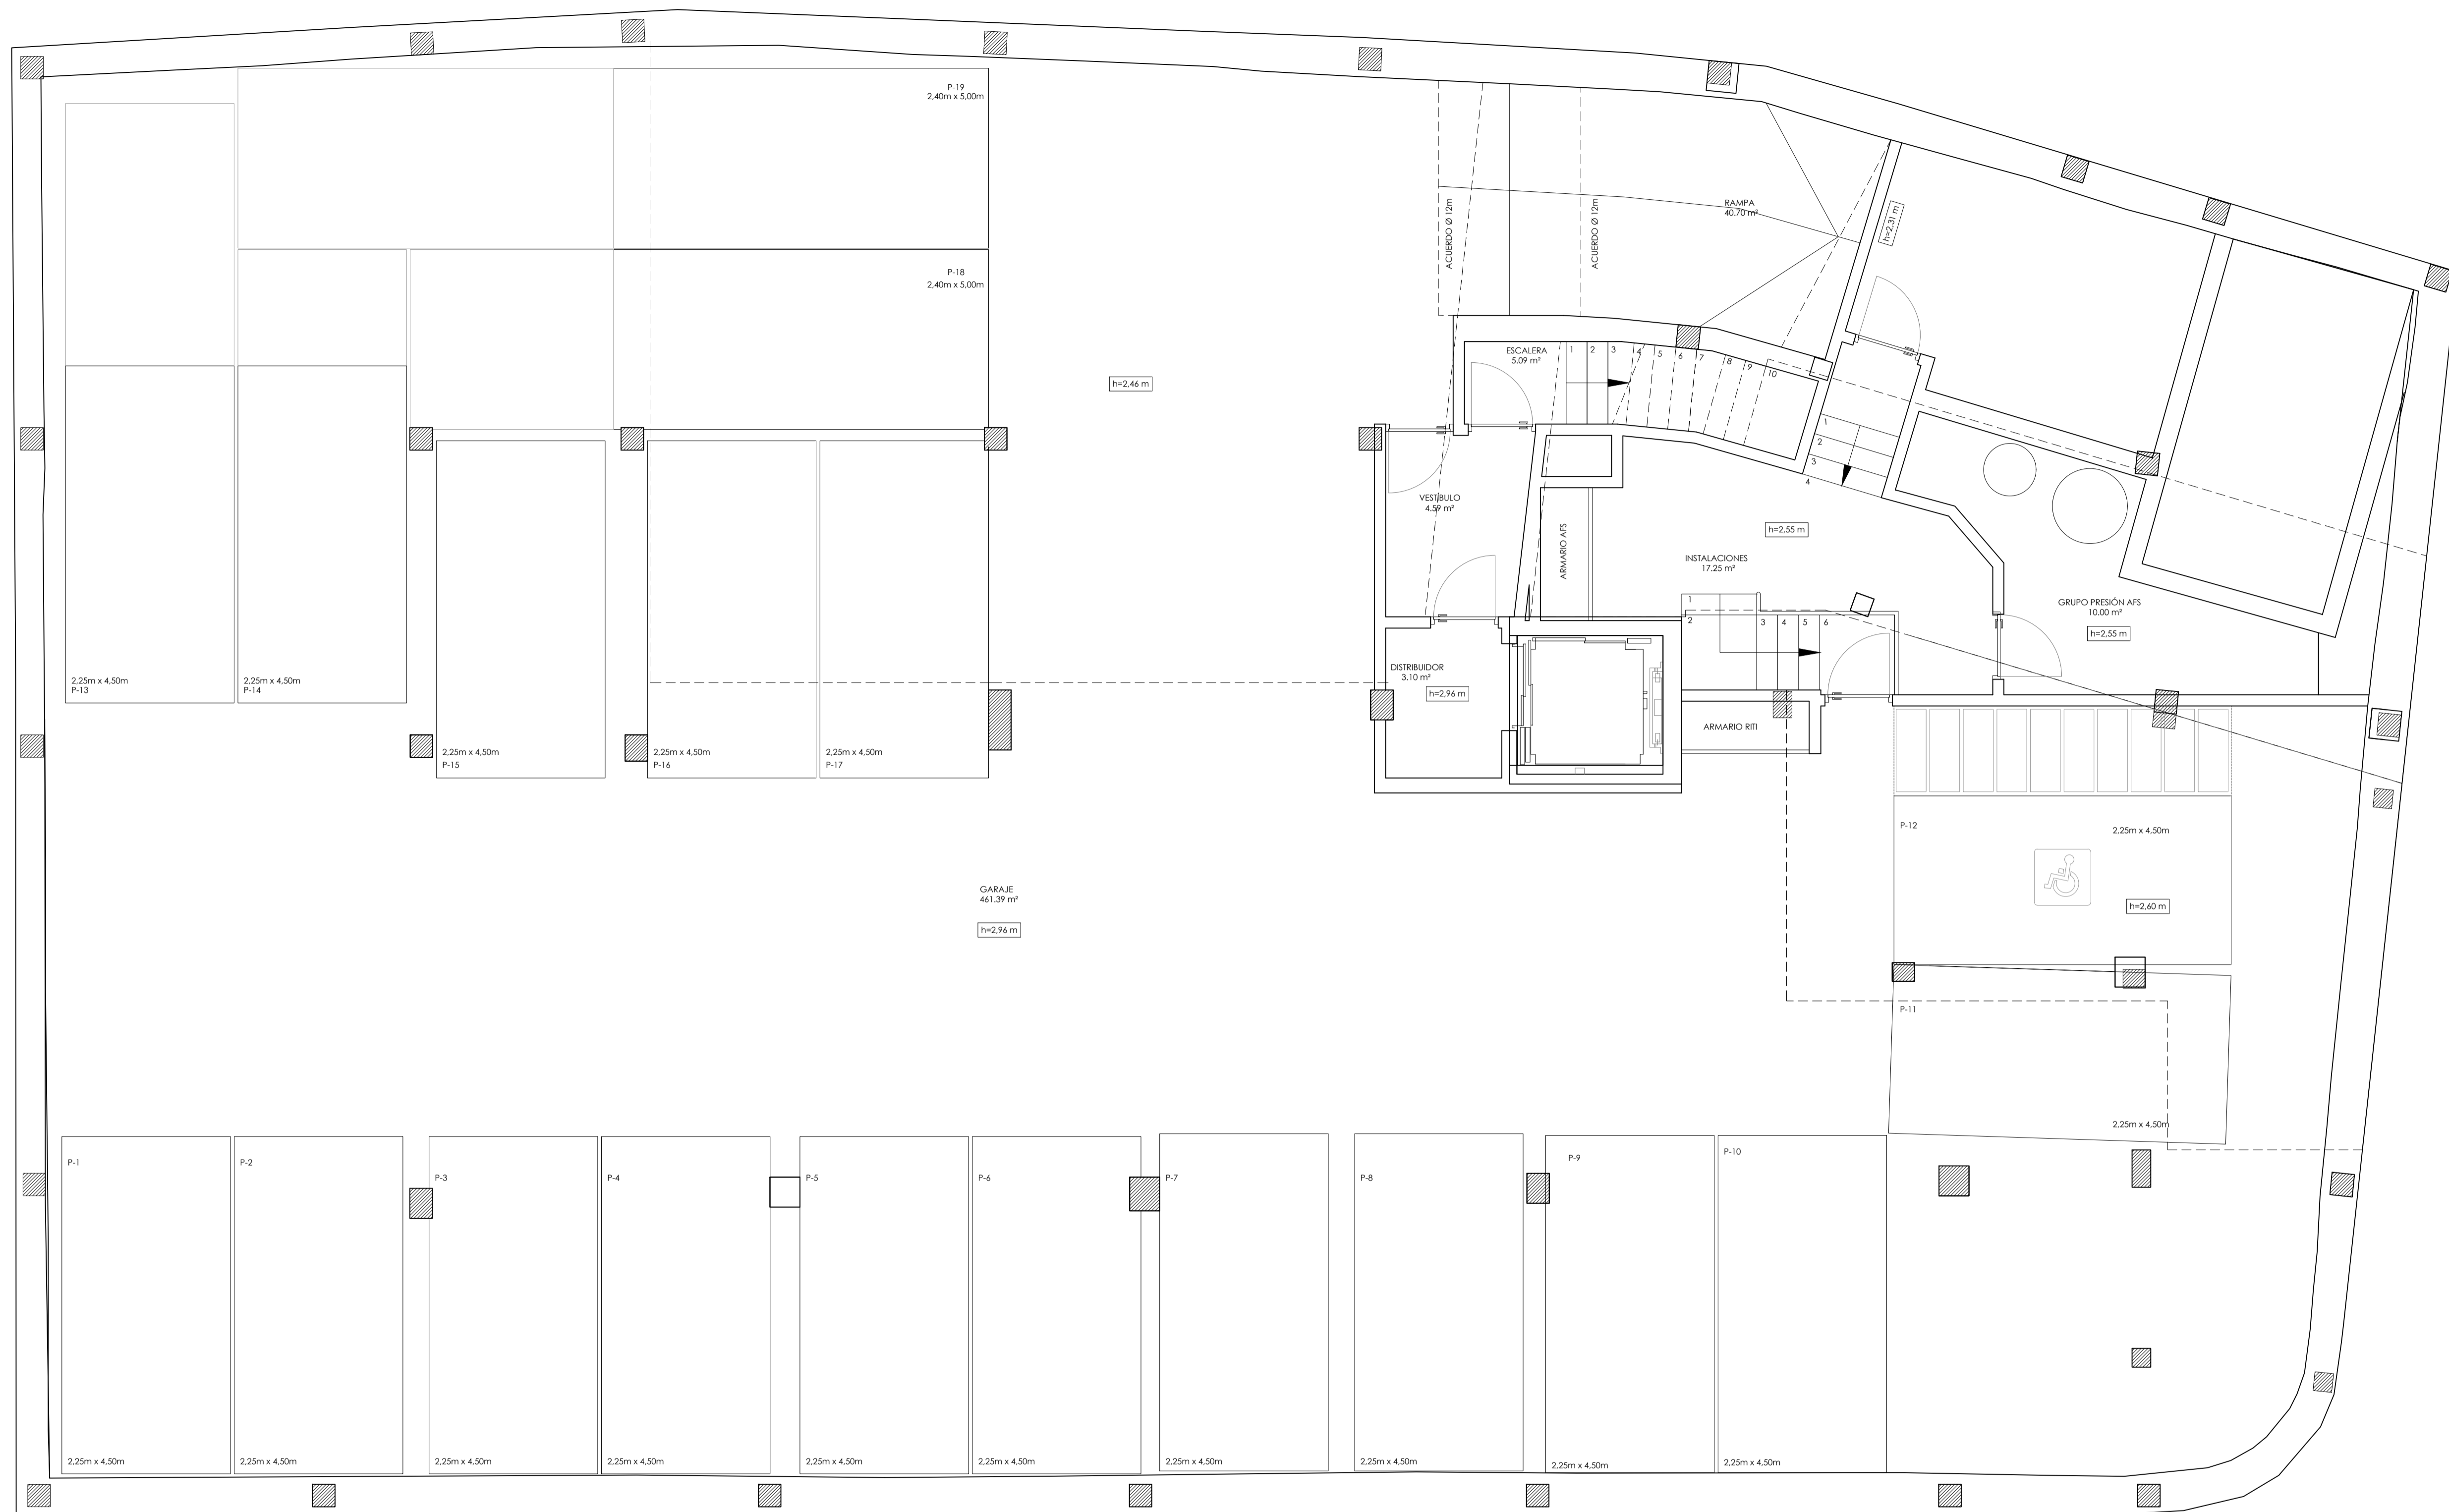 P-19
2,40m x 5,00m
P-18
2,40m x 5,00m
ACUERDO Ø 12m
ACUERDO Ø 12m
RAMPA
40.70 m²
h=2,31 m
h=2,46 m
ESCALERA
5.09 m²
1
2
3
4
5
6
7
8
9
10
1
2
3
4
VESTÍBULO
4.59 m²
ARMARIO AFS
h=2,55 m
INSTALACIONES
17.25 m²
1
2
3
4
5
6
GRUPO PRESIÓN AFS
10.00 m²
h=2,55 m
DISTRIBUIDOR
3.10 m²
h=2,96 m
ARMARIO RITI
2,25m x 4,50m
P-13
2,25m x 4,50m
P-14
2,25m x 4,50m
P-15
2,25m x 4,50m
P-16
2,25m x 4,50m
P-17
P-12
2,25m x 4,50m
h=2,60 m
GARAJE
461.39 m²
h=2,96 m
P-11
2,25m x 4,50m
P-1
P-2
P-3
P-4
P-5
P-6
P-7
P-8
P-9
P-10
2,25m x 4,50m
2,25m x 4,50m
2,25m x 4,50m
2,25m x 4,50m
2,25m x 4,50m
2,25m x 4,50m
2,25m x 4,50m
2,25m x 4,50m
2,25m x 4,50m
2,25m x 4,50m